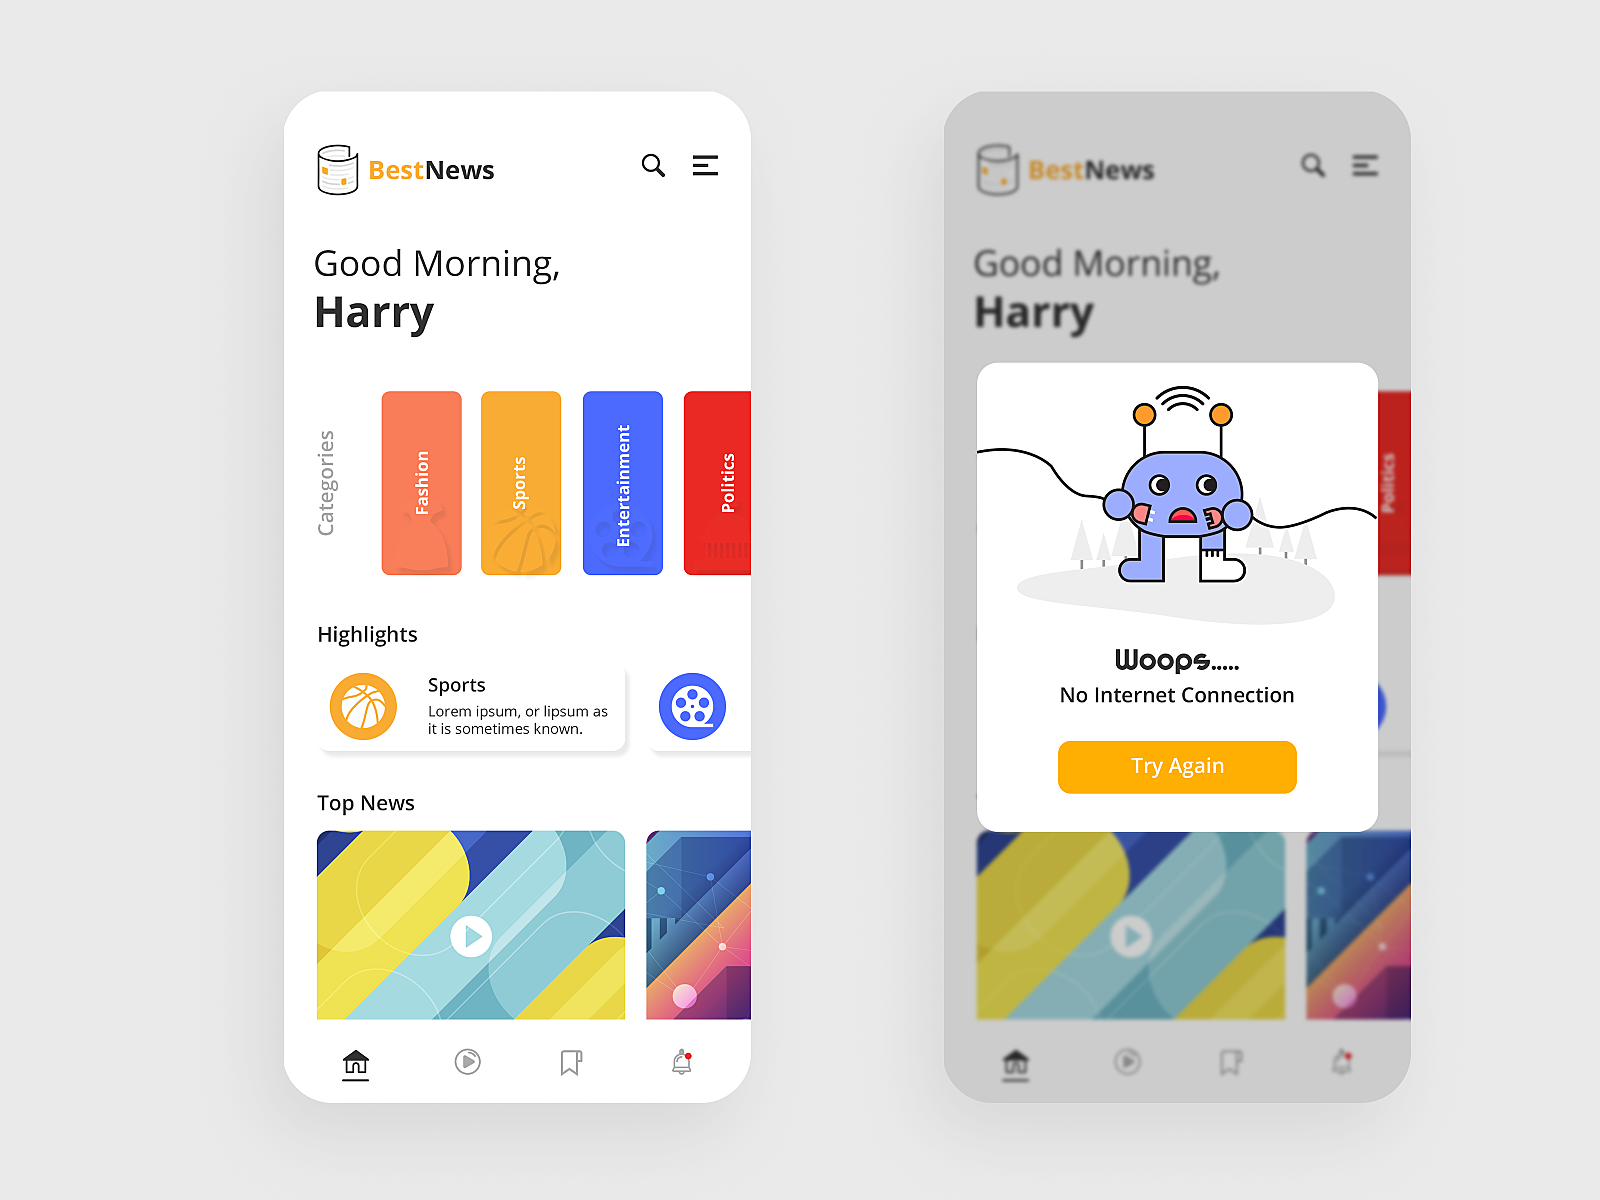 BestNews
Good Morning,
Harry
Categories
Fashion
Sports
Entertainment
Politics
Highlights
Sports
Lorem ipsum, or lipsum as
it is sometimes known.
Top News
BestNews
Good Morning,
Harry
Politics
Woops.....
No Internet Connection
Try Again